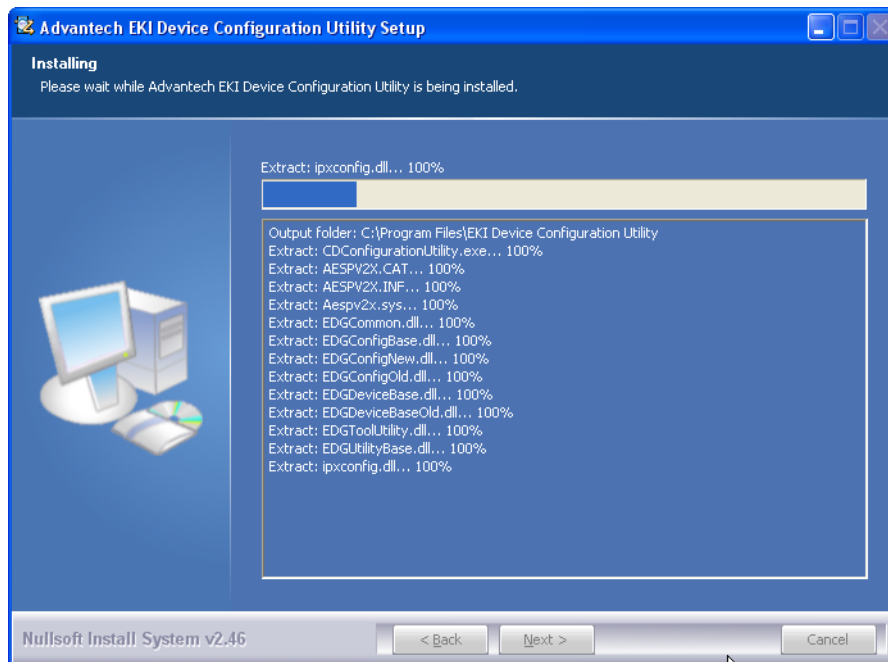 Advantech EKI Device Configuration Utility Setup
Installing
Please wait while Advantech EKI Device Configuration Utility is being installed.
Extract: ipxconfig.dll... 100%
Output folder: C:\Program Files\EKI Device Configuration Utility
Extract: CDConfigurationUtility.exe... 100%
Extract: AESPV2X.CAT... 100%
Extract: AESPV2X.INF... 100%
Extract: Aespv2x.sys... 100%
Extract: EDGCommon.dll... 100%
Extract: EDGConfigBase.dll... 100%
Extract: EDGConfigNew.dll... 100%
Extract: EDGConfigOld.dll... 100%
Extract: EDGDeviceBase.dll... 100%
Extract: EDGDeviceBaseOld.dll... 100%
Extract: EDGToolUtility.dll... 100%
Extract: EDGUtilityBase.dll... 100%
Extract: ipxconfig.dll... 100%
Nullsoft Install System v2.46
< Back
Next >
Cancel